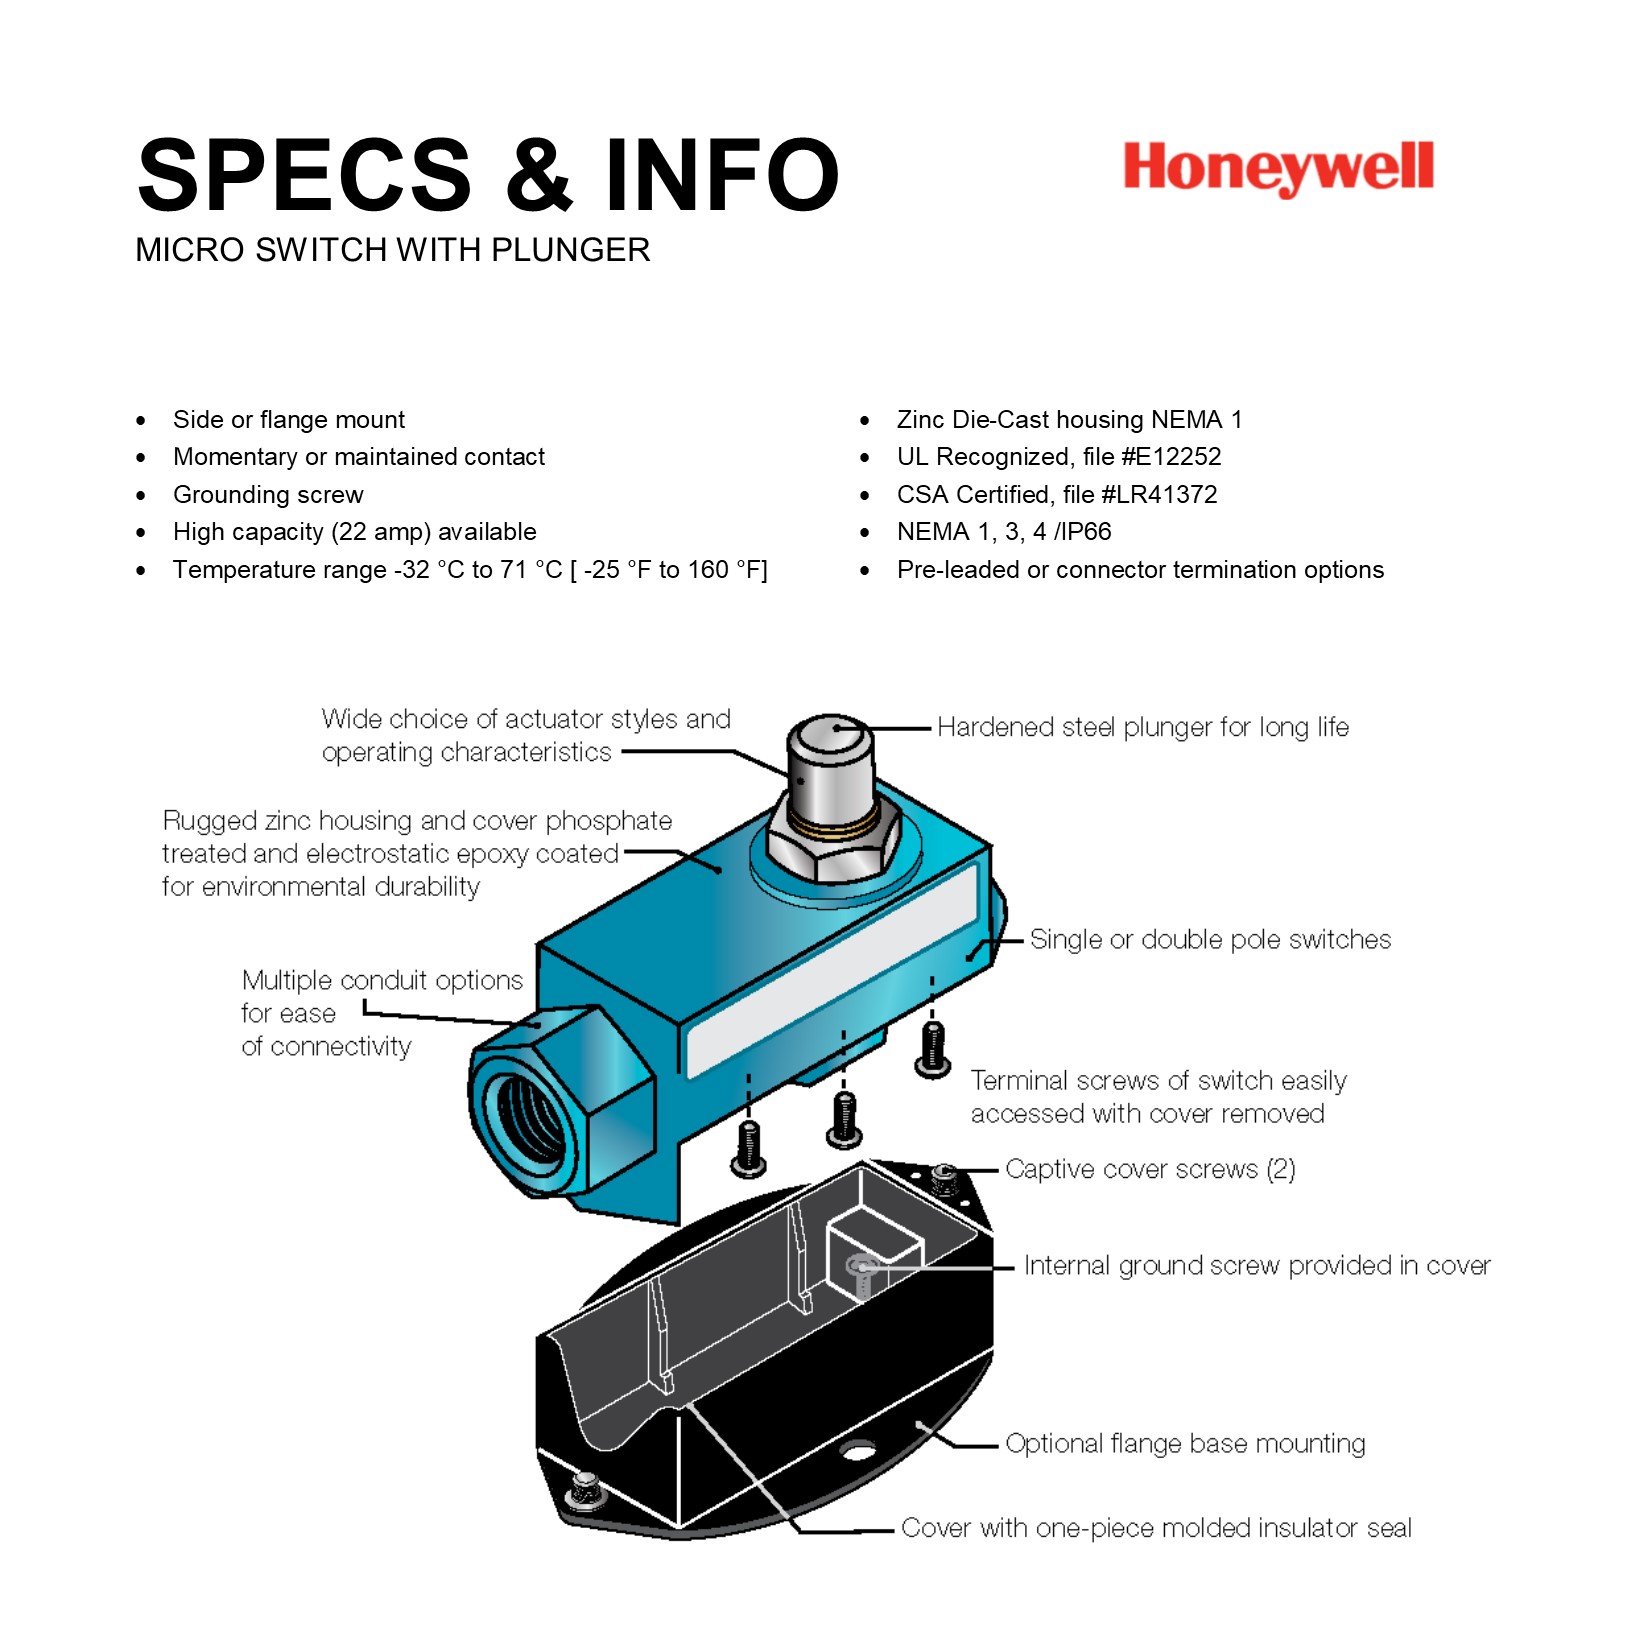 SPECS & INFO
Honeywell
MICRO SWITCH WITH PLUNGER
• Side or flange mount
• Momentary or maintained contact
• Grounding screw
• High capacity (22 amp) available
• Temperature range -32 °C to 71 °C [ -25 °F to 160 °F]
• Zinc Die-Cast housing NEMA 1
• UL Recognized, file #E12252
• CSA Certified, file #LR41372
• NEMA 1, 3, 4 /IP66
• Pre-leaded or connector termination options
Wide choice of actuator styles and
operating characteristics
Hardened steel plunger for long life
Rugged zinc housing and cover phosphate
treated and electrostatic epoxy coated
for environmental durability
Single or double pole switches
Multiple conduit options
for ease
of connectivity
Terminal screws of switch easily
accessed with cover removed
Captive cover screws (2)
Internal ground screw provided in cover
Optional flange base mounting
Cover with one-piece molded insulator seal